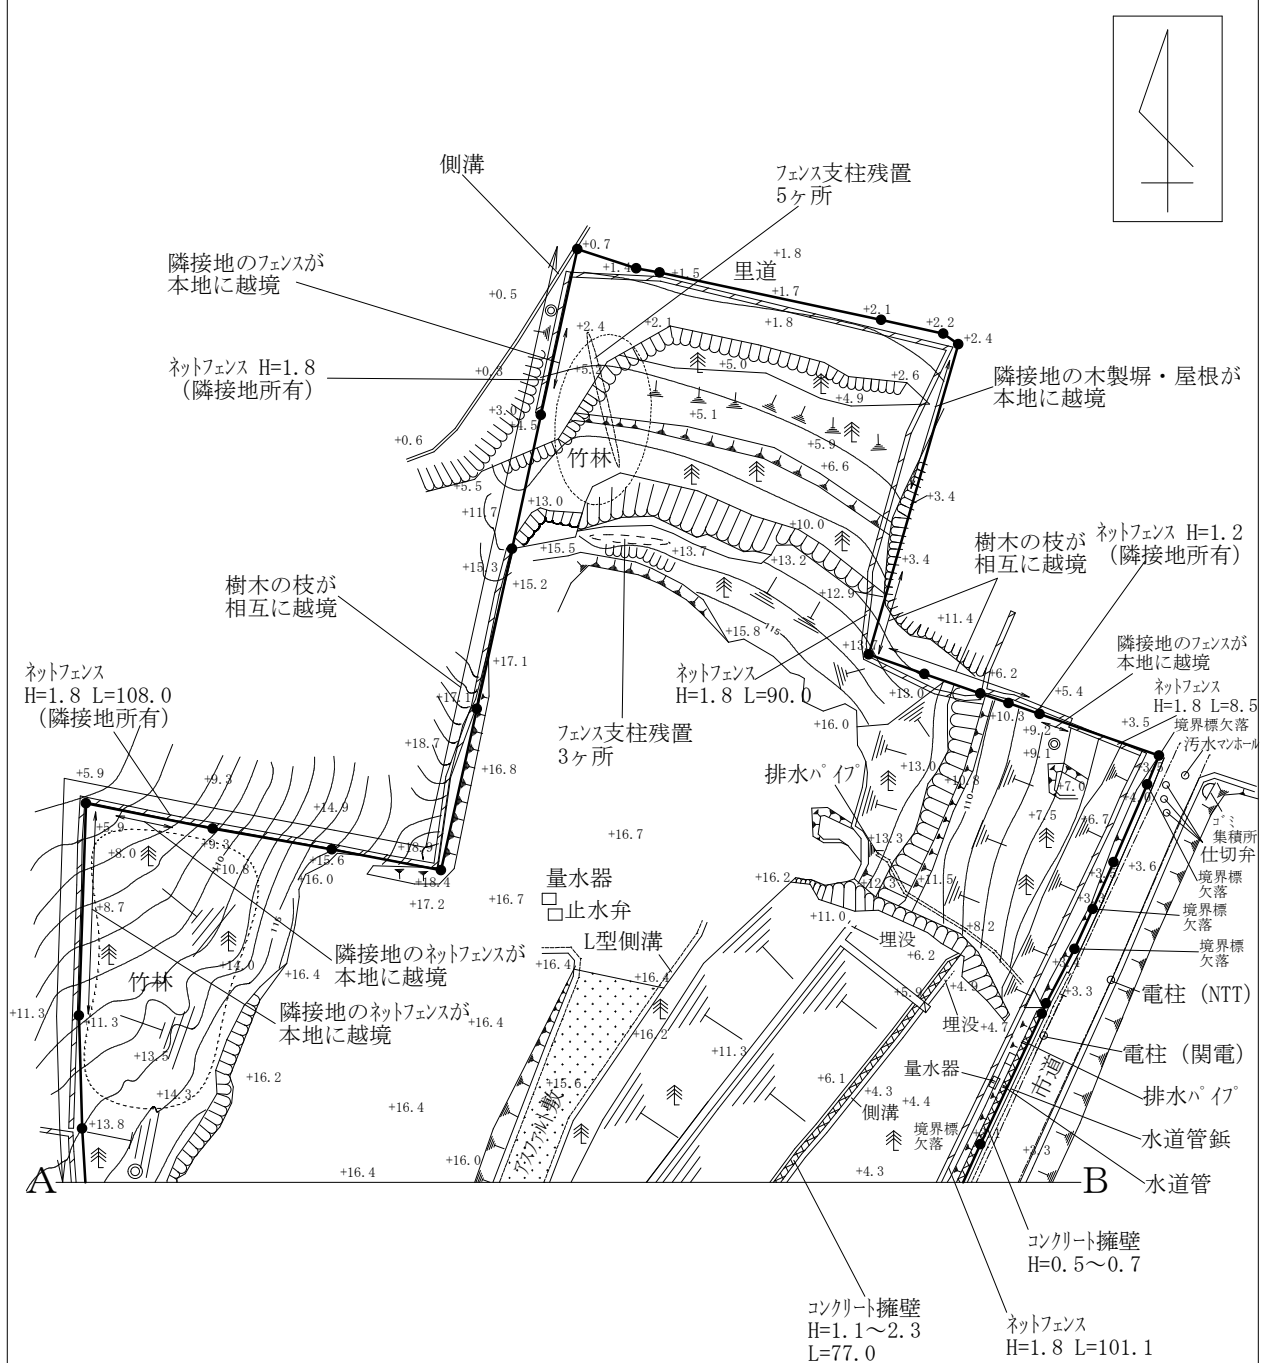 側溝
フェンス支柱残置
5ヶ所
+0.7
+1.8
隣接地のフェンスが
本地に越境
+1.4
+1.5
里道
+0.5
+1.7
+2.4
+2.1
+1.8
+2.1
+2.2
+2.4
ネットフェンス H=1.8
(隣接地所有)
+0.3
+5.2
+5.0
+2.6
隣接地の木製塀・屋根が
本地に越境
+4.9
+3.0
+4.5
+5.1
+0.6
+5.9
竹林
+6.6
+5.5
+3.4
+13.0
+11.7
+10.0
ネットフェンス H=1.2
(隣接地所有)
樹木の枝が
相互に越境
+15.5
+13.7
+13.2
+3.4
+15.3
+15.2
樹木の枝が
相互に越境
+12.9
+11.4
+15.8
115
+13.7
隣接地のフェンスが
本地に越境
+17.1
ネットフェンス
H=1.8 L=90.0
+6.2
ネットフェンス
H=1.8 L=108.0
(隣接地所有)
+13.0
+5.4
ネットフェンス
H=1.8 L=8.5
+17.1
+10.3
+16.0
+9.2
+3.5
境界標欠落
フェンス支柱残置
3ヶ所
+18.7
+9.1
汚水マンホール
+16.8
排水パイプ
+13.0
+10.8
+7.0
+5.9
+9.3
+14.9
110
ゴミ
集積所
+7.5
+6.7
+5.9
+9.3
+16.7
+13.3
仕切弁
+8.0
+10.8
110
+15.6
+18.9
+3.6
+16.0
+18.4
+16.2
+12.3
+11.5
境界標
欠落
+17.2
量水器
+16.7
止水弁
+8.7
+11.0
境界標
欠落
115
L型側溝
埋没
+8.2
隣接地のネットフェンスが
本地に越境
+6.2
境界標
欠落
+14.0
+16.4
+16.4
+16.4
竹林
+5.9
+4.9
+3.3
電柱 (NTT)
隣接地のネットフェンスが
本地に越境
+11.3
+11.3
+16.4
+16.2
埋没
+4.7
+13.5
+11.3
電柱 (関電)
+16.2
+15.6
+6.1
量水器
市道
+14.3
+4.3
排水パイプ
+16.4
アスファルト敷
側溝
+4.4
+13.8
境界標
欠落
水道管鋲
+16.0
+3.3
+16.4
+4.3
A
B
水道管
コンクリート擁壁
H=0.5～0.7
コンクリート擁壁
H=1.1～2.3
L=77.0
ネットフェンス
H=1.8 L=101.1